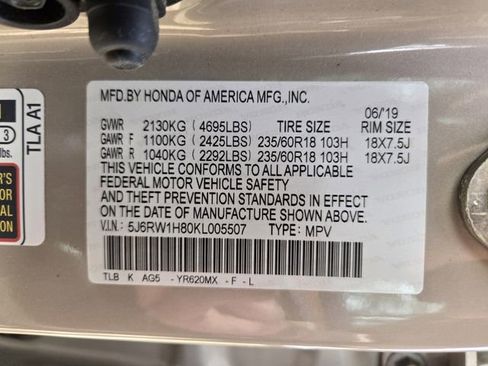 MFD.BY HONDA OF AMERICA MFG.,INC.
06/'19
GVWR 2130KG (4695LBS) TIRE SIZE RIM SIZE
GAWR F 1100KG (2425LBS) 235/60R18 103H 18X7.5J
GAWR R 1040KG (2292LBS) 235/60R18 103H 18X7.5J
THIS VEHICLE CONFORMS TO ALL APPLICABLE
FEDERAL MOTOR VEHICLE SAFETY
AND THEFT PREVENTION STANDARDS IN EFFECT
ON THE DATE OF MANUFACTURE SHOWN ABOVE.
V.I.N: 5J6RW1H80KL005507 TYPE: MPV
TLB K AG5 -YR620MX -F -L
TLA A1
3
lbs.